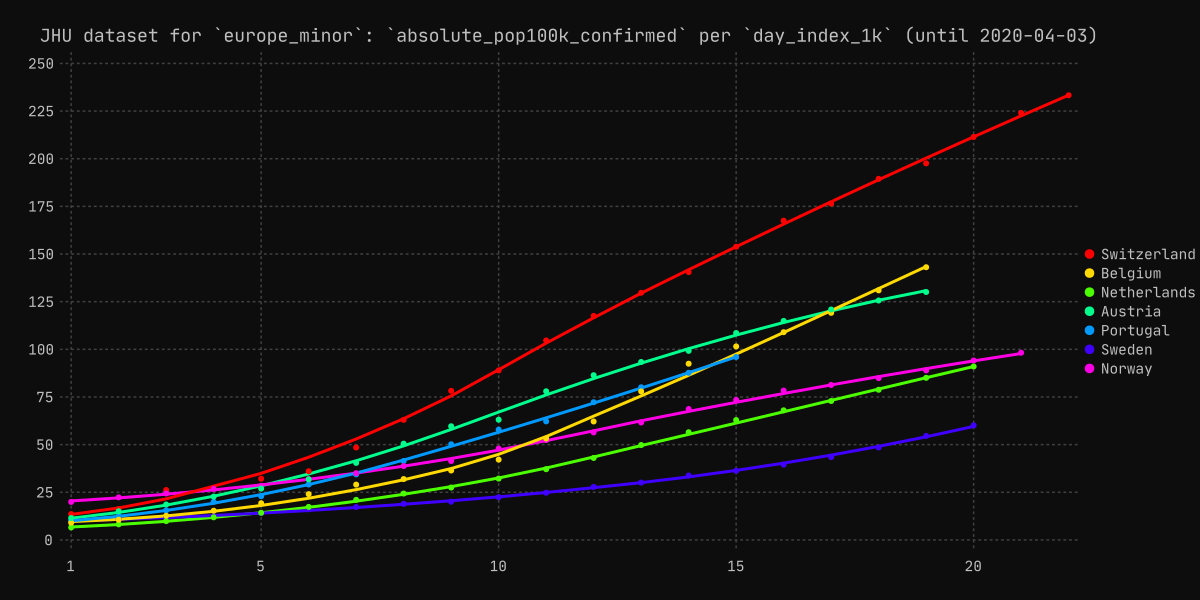 JHU dataset for `europe_minor`: `absolute_pop100k_confirmed` per `day_index_1k` (until 2020-04-03)
250
225
200
175
150
125
100
75
50
25
0
1 5 10 15 20
Switzerland
Belgium
Netherlands
Austria
Portugal
Sweden
Norway